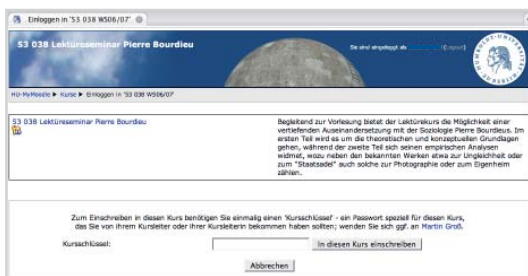 Einloggen in '53 038 WS06/07'
53 038 Lektüreseminar Pierre Bourdieu
Sie sind eingeloggt als (Logout)
HU-MyMoodle ► Kurse ► Einloggen in '53 038 WS06/07'
53 038 Lektüreseminar Pierre Bourdieu
Begleitend zur Vorlesung bietet der Lektürekurs die Möglichkeit einer
vertiefenden Auseinandersetzung mit der Soziologie Pierre Bourdieus. Im
ersten Teil wird es um die theoretischen und konzeptuellen Grundlagen
gehen, während der zweite Teil sich seinen empirischen Analysen
widmet, wozu neben den bekannten Werken etwa zur Ungleichheit oder
zum "Staatsadel" auch solche zur Photographie oder zum Eigenheim
zählen.
Zum Einschreiben in diesen Kurs benötigen Sie einmalig einen 'Kursschlüssel' - ein Passwort speziell für diesen Kurs,
das Sie von Ihrem Kursleiter oder Ihrer Kursleiterin bekommen haben sollten; wenden Sie sich ggf. an Martin Groß.
Kursschlüssel:
In diesen Kurs einschreiben
Abbrechen